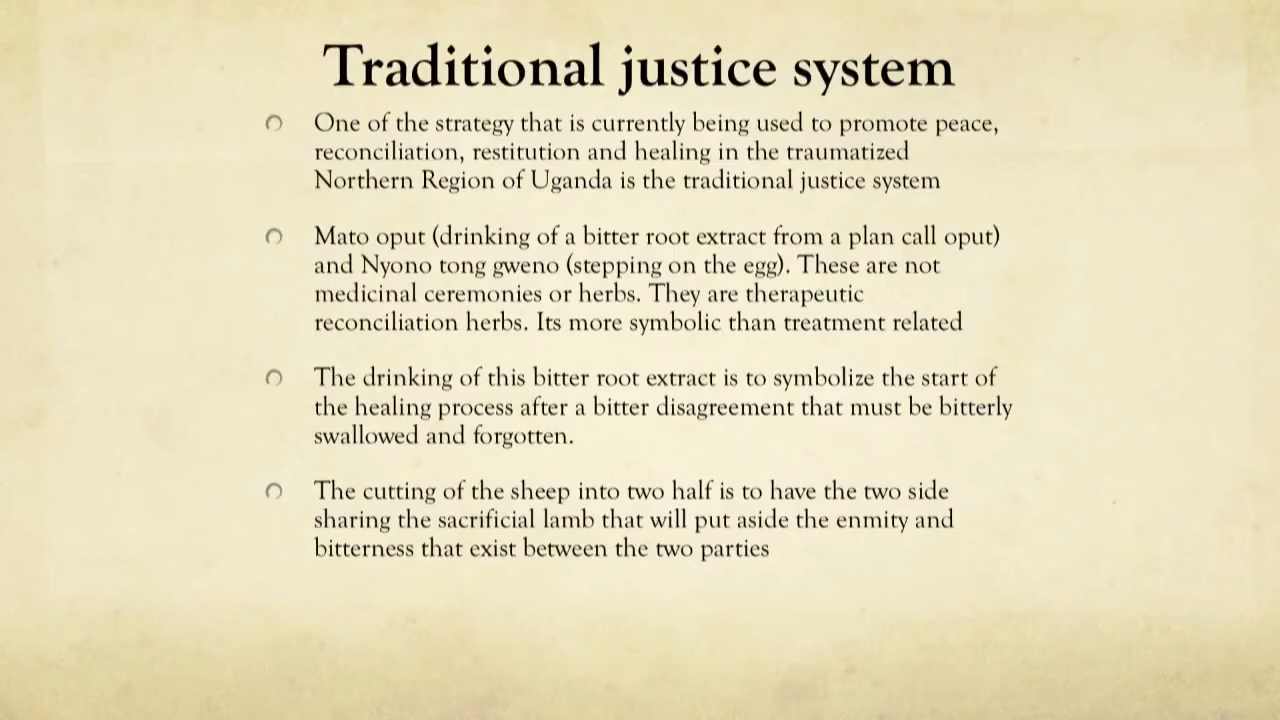 Traditional justice system
One of the strategy that is currently being used to promote peace,
reconciliation, restitution and healing in the traumatized
Northern Region of Uganda is the traditional justice system
Mato oput (drinking of a bitter root extract from a plan call oput)
and Nyono tong gweno (stepping on the egg). These are not
medicinal ceremonies or herbs. They are therapeutic
reconciliation herbs. Its more symbolic than treatment related
The drinking of this bitter root extract is to symbolize the start of
the healing process after a bitter disagreement that must be bitterly
swallowed and forgotten.
The cutting of the sheep into two half is to have the two side
sharing the sacrificial lamb that will put aside the enmity and
bitterness that exist between the two parties